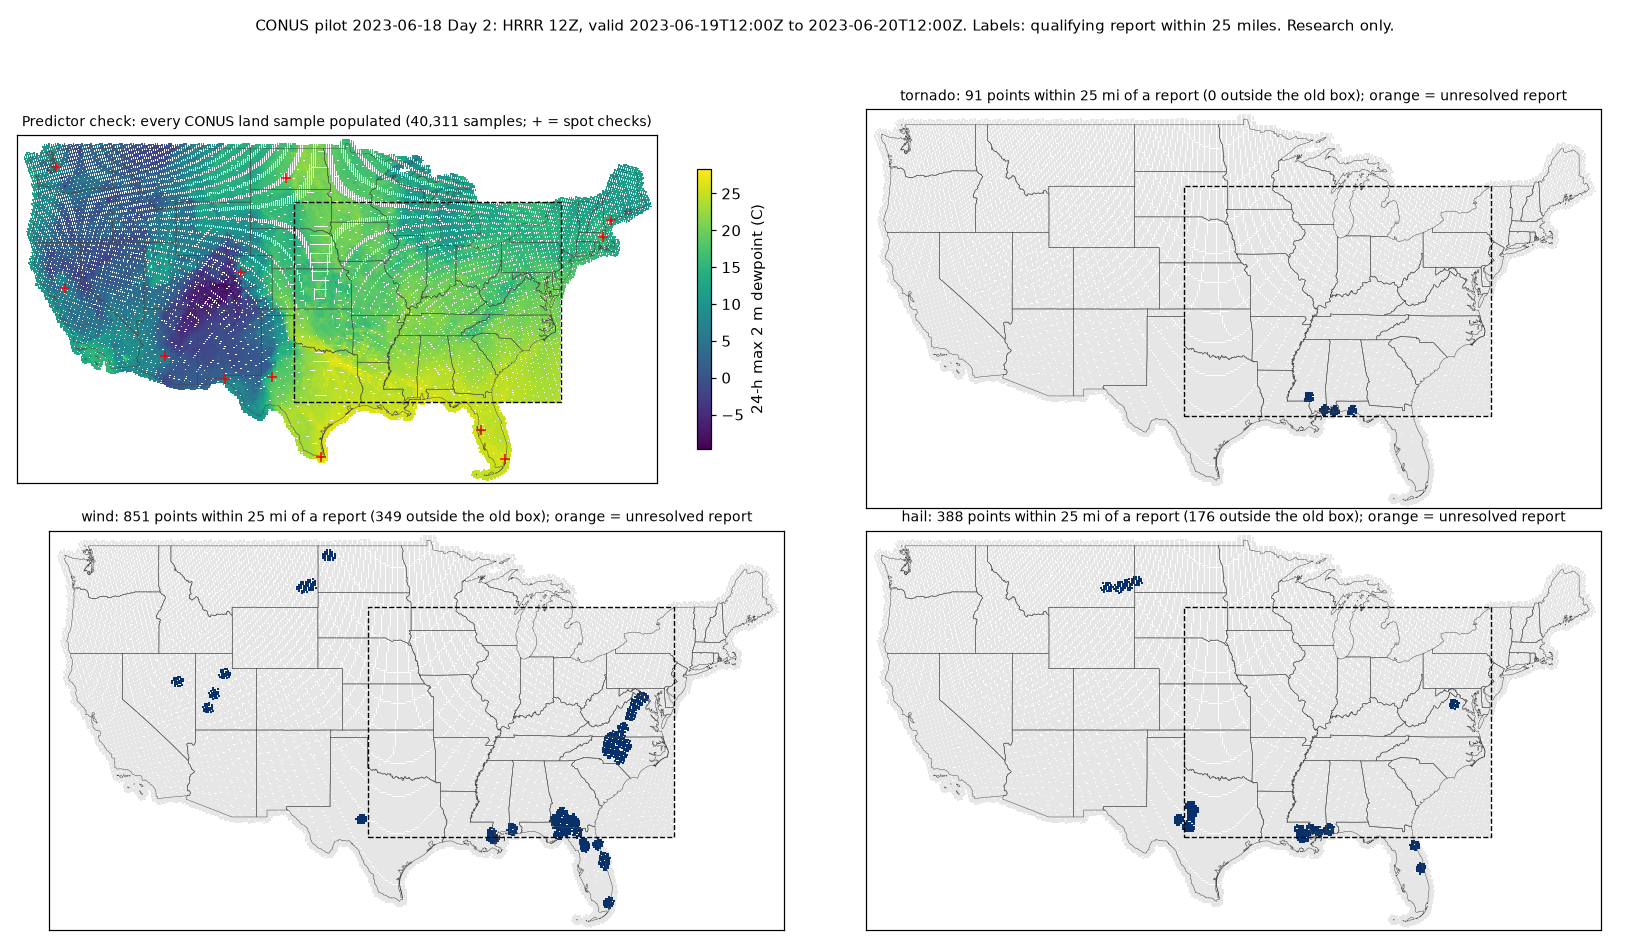 CONUS pilot 2023-06-18 Day 2: HRRR 12Z, valid 2023-06-19T12:00Z to 2023-06-20T12:00Z. Labels: qualifying report within 25 miles. Research only.
Predictor check: every CONUS land sample populated (40,311 samples; + = spot checks)
25
20
15
10
5
0
−5
24-h max 2 m dewpoint (C)
tornado: 91 points within 25 mi of a report (0 outside the old box); orange = unresolved report
wind: 851 points within 25 mi of a report (349 outside the old box); orange = unresolved report
hail: 388 points within 25 mi of a report (176 outside the old box); orange = unresolved report